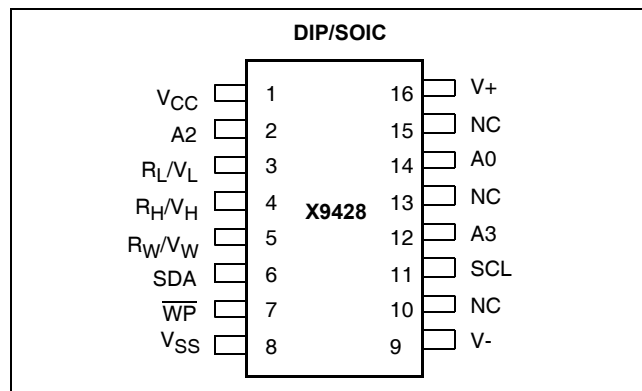 DIP/SOIC
VCC 1 16 V+
A2 2 15 NC
RL/VL 3 14 A0
RH/VH 4 X9428 13 NC
RW/VW 5 12 A3
SDA 6 11 SCL
W̅P̅ 7 10 NC
VSS 8 9 V-